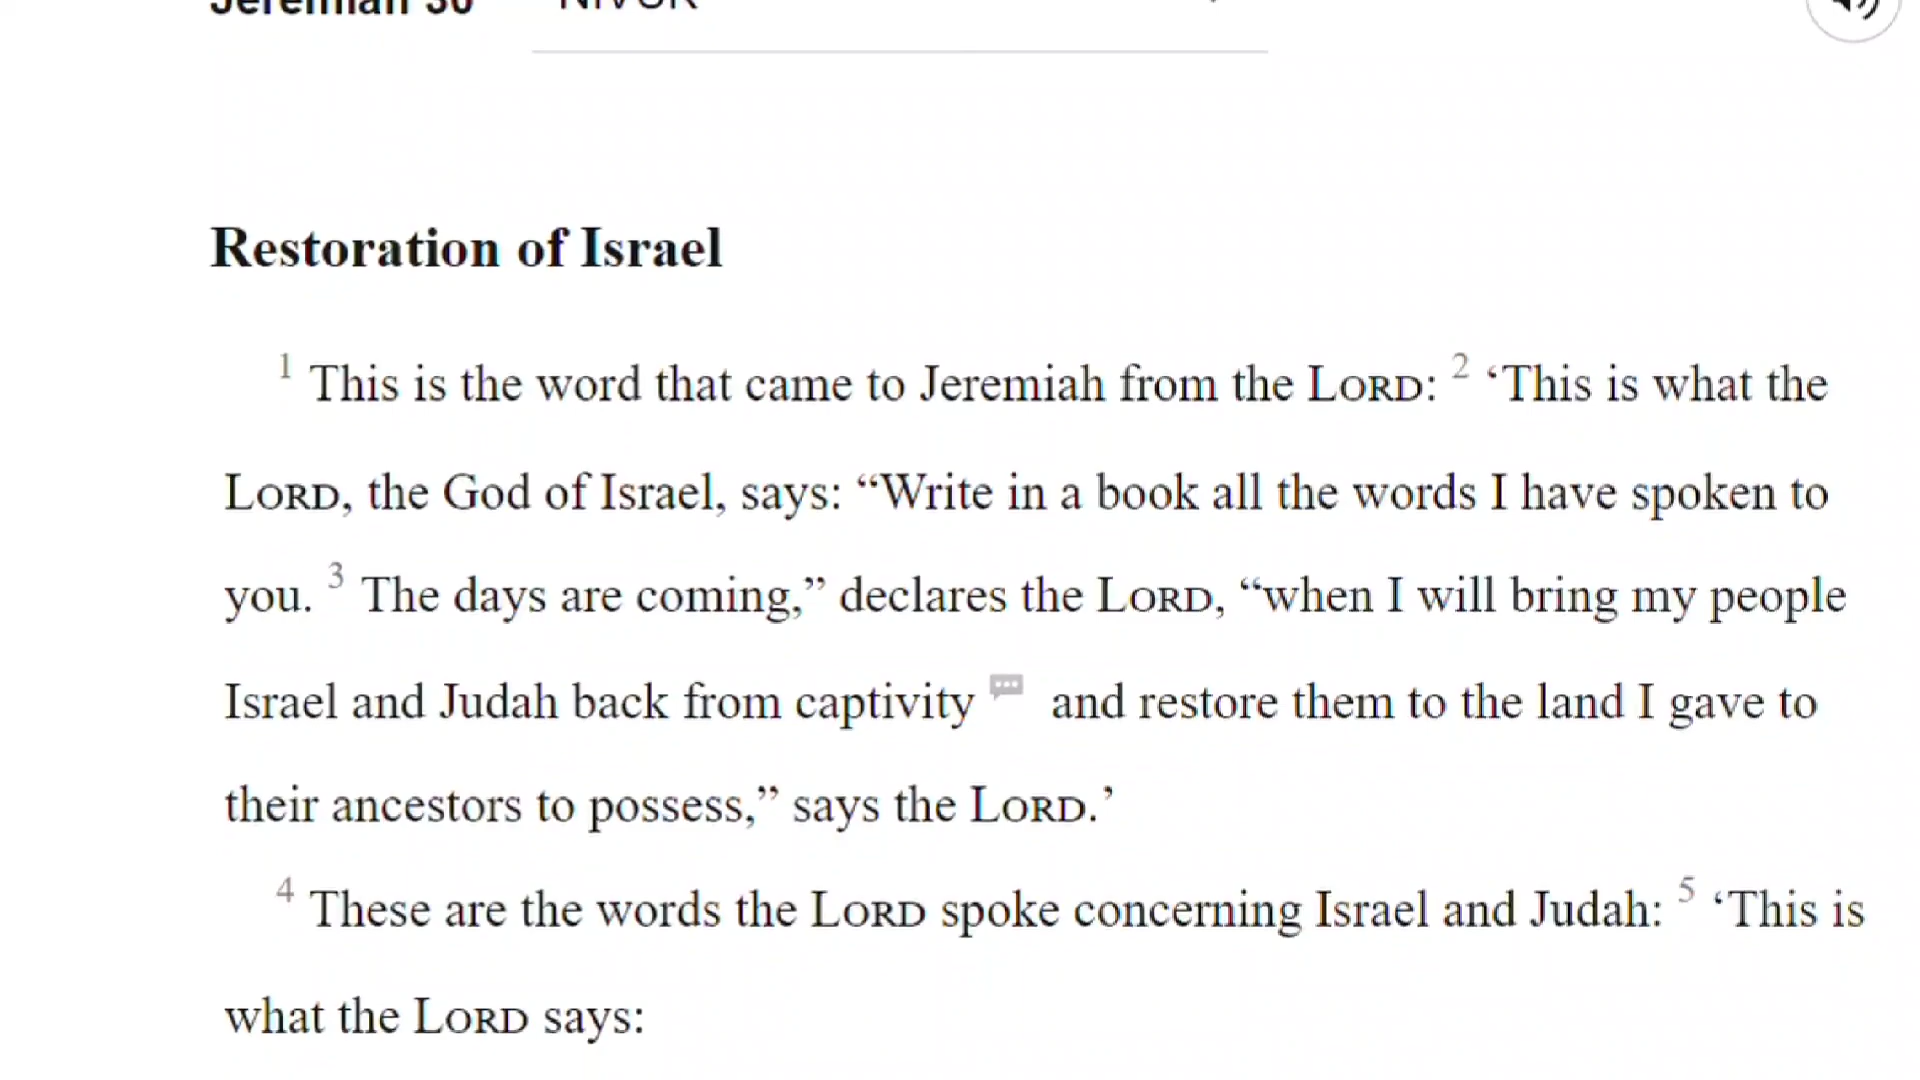 Jeremiah 30 NIVUK
Restoration of Israel
1 This is the word that came to Jeremiah from the LORD: 2 ‘This is what the
LORD, the God of Israel, says: “Write in a book all the words I have spoken to
you. 3 The days are coming,” declares the LORD, “when I will bring my people
Israel and Judah back from captivity and restore them to the land I gave to
their ancestors to possess,” says the LORD.’
4 These are the words the LORD spoke concerning Israel and Judah: 5 ‘This is
what the LORD says: